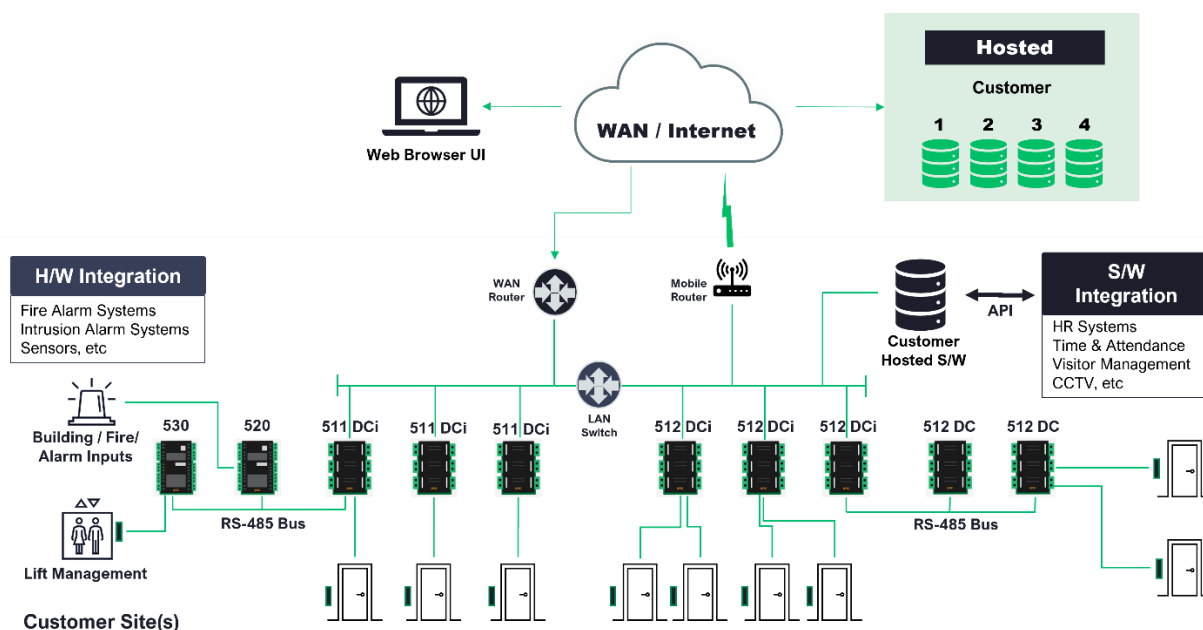 Hosted
Customer
1 2 3 4
WAN / Internet
Web Browser UI
H/W Integration
Fire Alarm Systems
Intrusion Alarm Systems
Sensors, etc
WAN
Router
Mobile
Router
Customer
Hosted S/W
API
S/W
Integration
HR Systems
Time & Attendance
Visitor Management
CCTV, etc
LAN
Switch
Building / Fire/
Alarm Inputs
530
520
511 DCi
511 DCi
511 DCi
512 DCi
512 DCi
512 DCi
512 DC
512 DC
RS-485 Bus
RS-485 Bus
Lift Management
Customer Site(s)